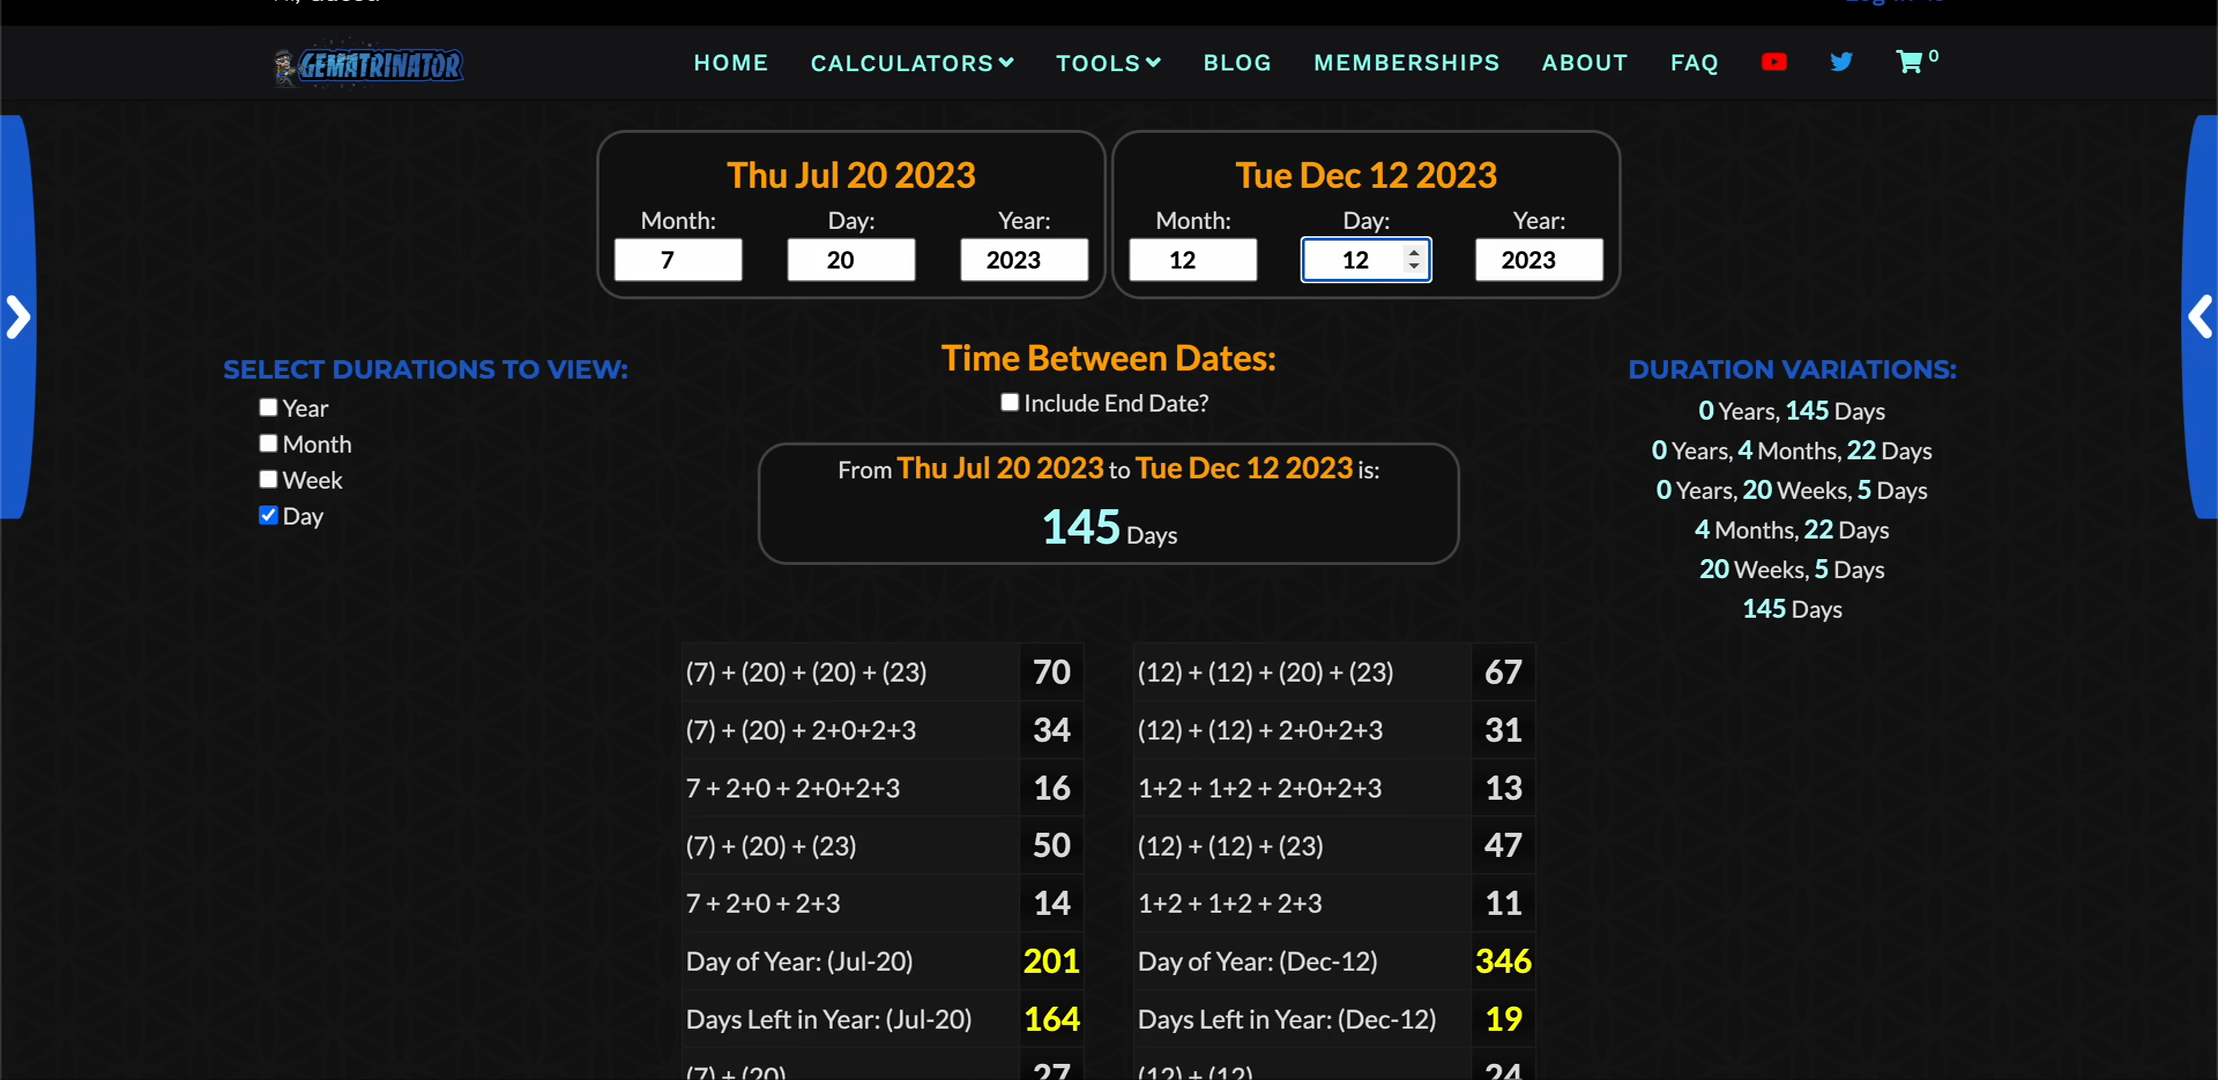 GEMATRINATOR
HOME CALCULATORS TOOLS BLOG MEMBERSHIPS ABOUT FAQ 0
Thu Jul 20 2023
Month: Day: Year:
7 20 2023
Tue Dec 12 2023
Month: Day: Year:
12 12 2023
SELECT DURATIONS TO VIEW:
Year
Month
Week
Day
Time Between Dates:
Include End Date?
From Thu Jul 20 2023 to Tue Dec 12 2023 is:
145 Days
DURATION VARIATIONS:
0 Years, 145 Days
0 Years, 4 Months, 22 Days
0 Years, 20 Weeks, 5 Days
4 Months, 22 Days
20 Weeks, 5 Days
145 Days
(7) + (20) + (20) + (23) 70
(7) + (20) + 2+0+2+3 34
7 + 2+0 + 2+0+2+3 16
(7) + (20) + (23) 50
7 + 2+0 + 2+3 14
Day of Year: (Jul-20) 201
Days Left in Year: (Jul-20) 164
(7) + (20) 27
(12) + (12) + (20) + (23) 67
(12) + (12) + 2+0+2+3 31
1+2 + 1+2 + 2+0+2+3 13
(12) + (12) + (23) 47
1+2 + 1+2 + 2+3 11
Day of Year: (Dec-12) 346
Days Left in Year: (Dec-12) 19
(12) + (12) 24